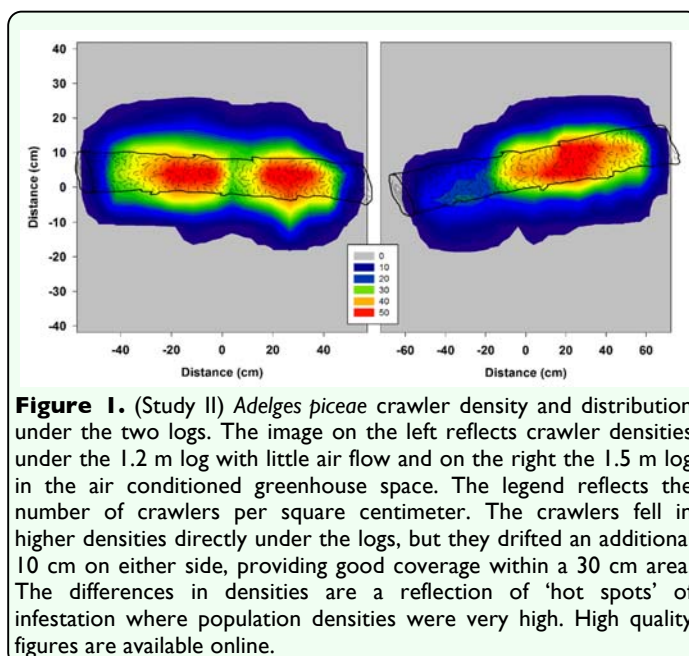 40
30
20
10
0
-10
-20
-30
-40
Distance (cm)
-40 -20 0 20 40
Distance (cm)
0
10
20
30
40
50
-60 -40 -20 0 20 40 60
Distance (cm)
Figure 1. (Study II) Adelges piceae crawler density and distribution
under the two logs. The image on the left reflects crawler densities
under the 1.2 m log with little air flow and on the right the 1.5 m log
in the air conditioned greenhouse space. The legend reflects the
number of crawlers per square centimeter. The crawlers fell in
higher densities directly under the logs, but they drifted an additiona
10 cm on either side, providing good coverage within a 30 cm area
The differences in densities are a reflection of 'hot spots' of
infestation where population densities were very high. High quality
figures are available online.